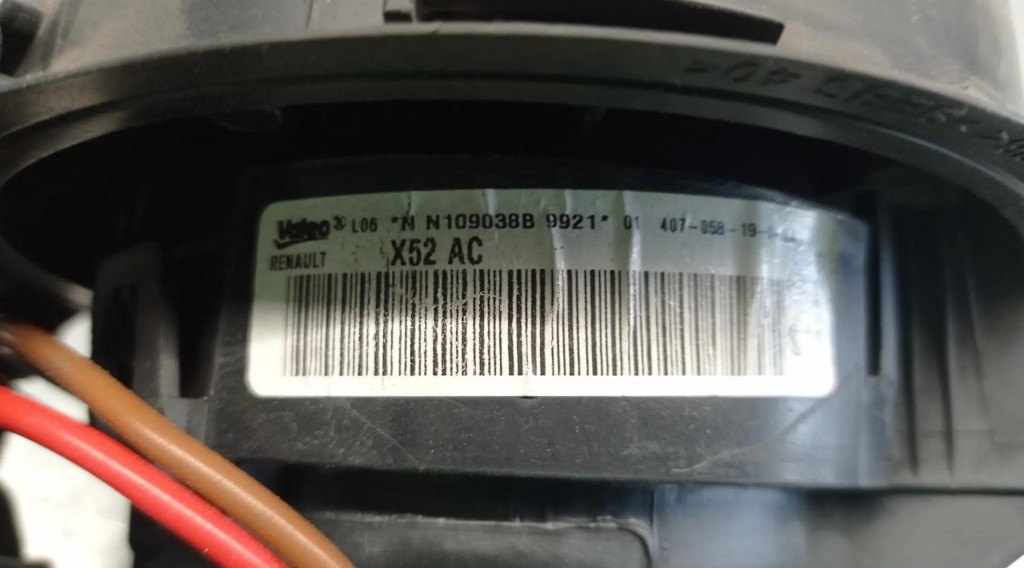 Valeo L06 *N N109038B 9921* 01 407-058-19-
RENAULT X52 AC